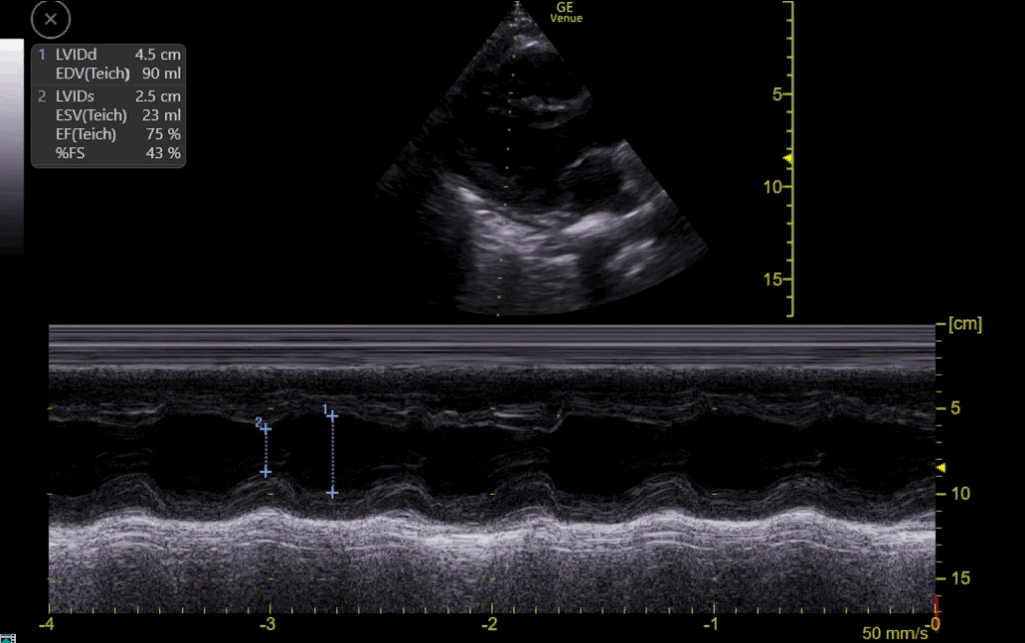 GE
Venue
1 LVIDd 4.5 cm
EDV(Teich) 90 ml
2 LVIDs 2.5 cm
ESV(Teich) 23 ml
EF(Teich) 75 %
%FS 43 %
5
10
15
[cm]
2
1
5
10
15
-4
-3
-2
-1
-0
50 mm/s